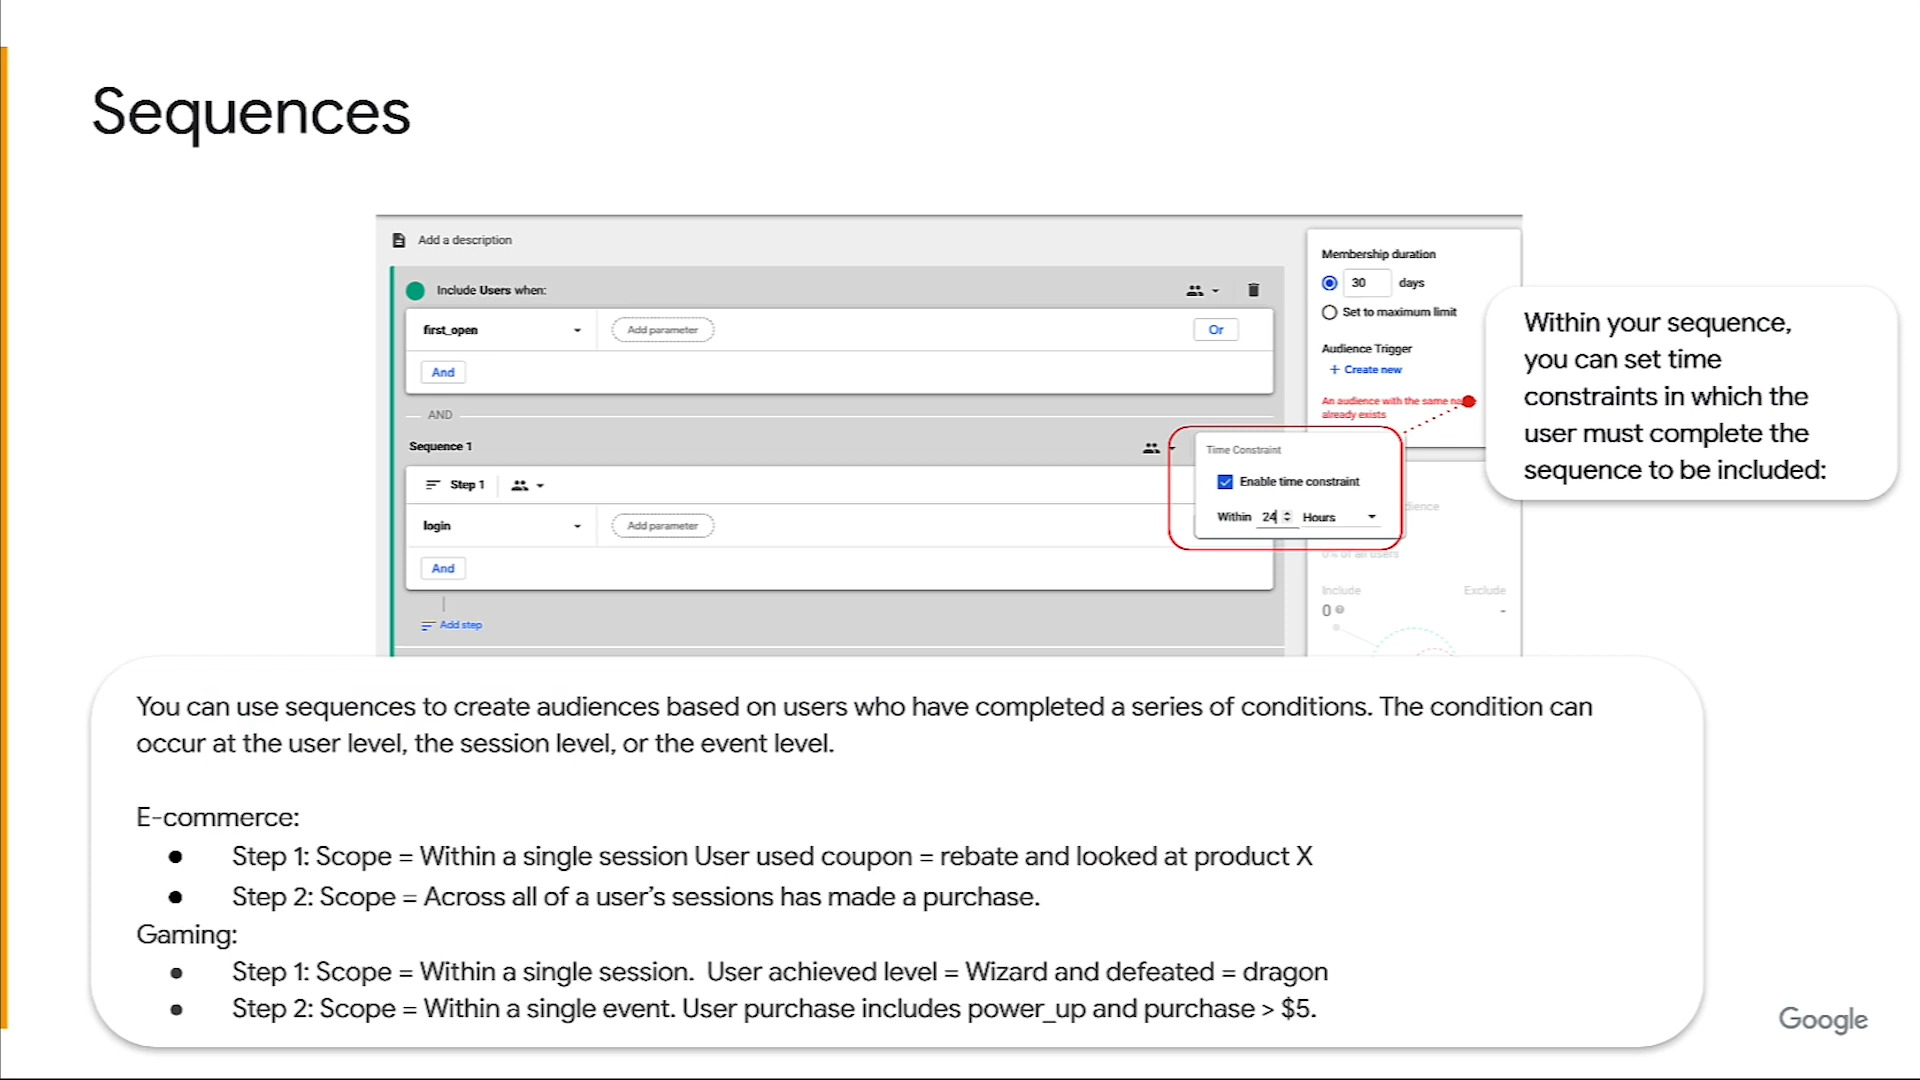 Sequences
Add a description
Include Users when:
first_open
Add parameter
Or
And
AND
Sequence 1
Step 1
login
Add parameter
And
Add step
Membership duration
30 days
Set to maximum limit
Audience Trigger
+ Create new
An audience with the same
already exists
Time Constraint
Enable time constraint
Within 24 Hours
0% of all users
Include Exclude
0 -
Within your sequence,
you can set time
constraints in which the
user must complete the
sequence to be included:
You can use sequences to create audiences based on users who have completed a series of conditions. The condition can
occur at the user level, the session level, or the event level.
E-commerce:
● Step 1: Scope = Within a single session User used coupon = rebate and looked at product X
● Step 2: Scope = Across all of a user’s sessions has made a purchase.
Gaming:
● Step 1: Scope = Within a single session. User achieved level = Wizard and defeated = dragon
● Step 2: Scope = Within a single event. User purchase includes power_up and purchase > $5.
Google